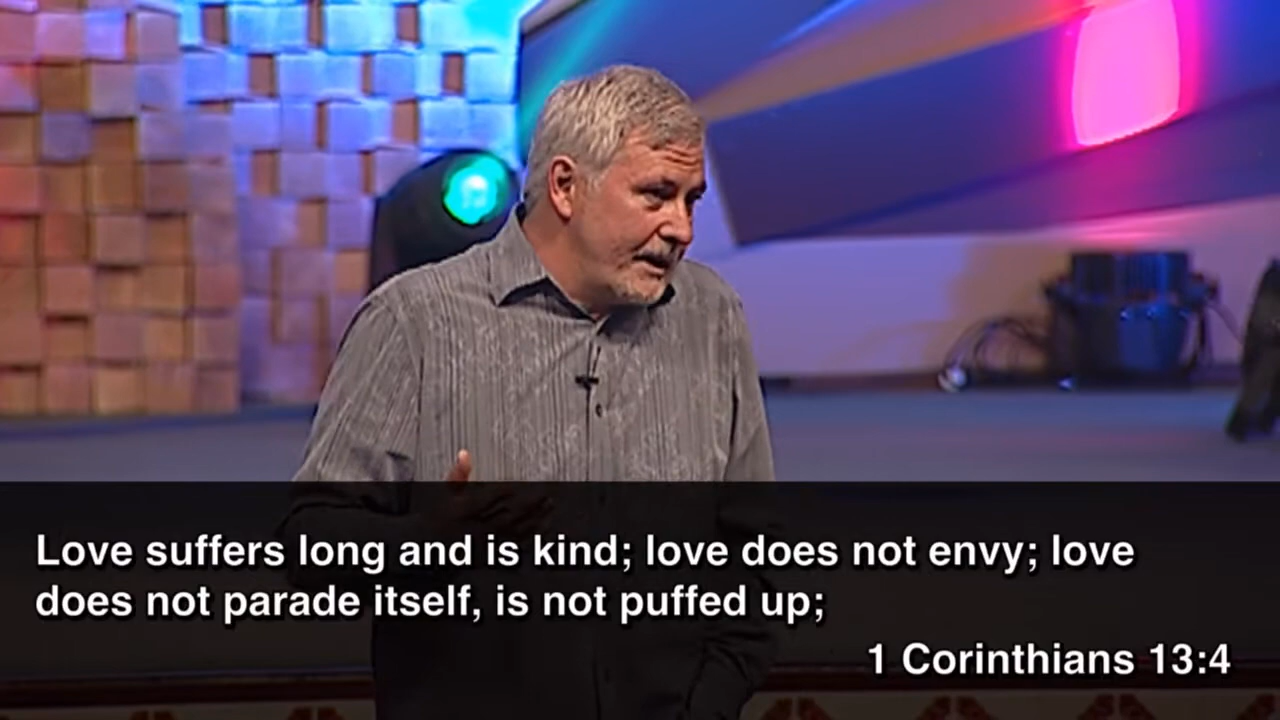 Love suffers long and is kind; love does not envy; love
does not parade itself, is not puffed up;
1 Corinthians 13:4